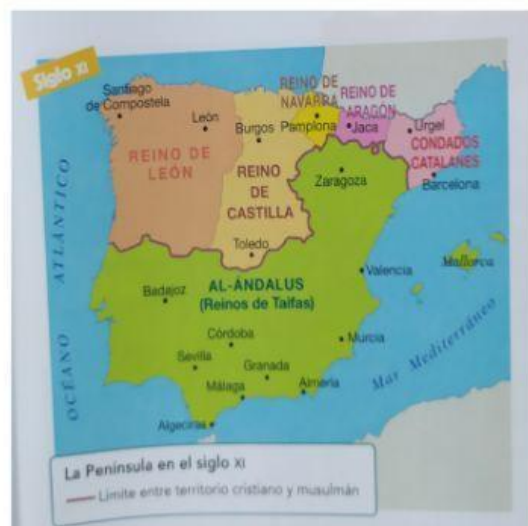 Siglo XI
Santiago
de Compostela
León
REINO DE
LEÓN
Burgos
REINO
DE
CASTILLA
Toledo
REINO DE
NAVARRA
Pamplona
REINO DE
ARAGÓN
Jaca
Urgel
CONDADOS
CATALANES
Barcelona
Zaragoza
AL-ÁNDALUS
(Reinos de Taifas)
Badajoz
Valencia
Mallorca
Córdoba
Sevilla
Granada
Murcia
Málaga
Almería
Algeciras
OCÉANO ATLÁNTICO
Mar Mediterráneo
La Península en el siglo XI
Límite entre territorio cristiano y musulmán